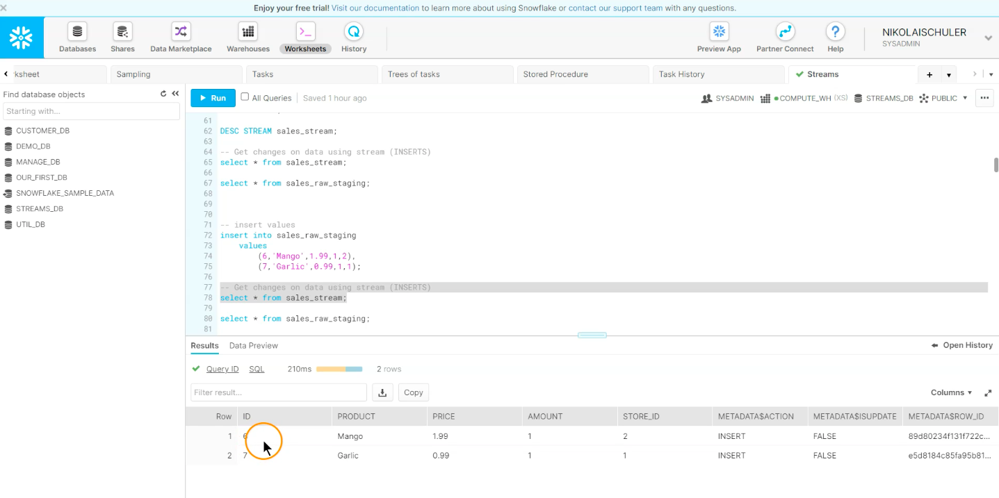 Enjoy your free trial! Visit our documentation to learn more about using Snowflake or contact our support team with any questions.
Databases Shares Data Marketplace Warehouses Worksheets History Preview App Partner Connect Help NIKOLAISCHULER
SYSADMIN
ksheet Sampling Tasks Trees of tasks Stored Procedure Task History Streams +
Find database objects
Starting with...
CUSTOMER_DB
DEMO_DB
MANAGE_DB
OUR_FIRST_DB
SNOWFLAKE_SAMPLE_DATA
STREAMS_DB
UTIL_DB
Run All Queries Saved 1 hour ago SYSADMIN COMPUTE_WH (XS) STREAMS_DB PUBLIC ...
61
62 DESC STREAM sales_stream;
63
64 -- Get changes on data using stream (INSERTS)
65 select * from sales_stream;
66
67 select * from sales_raw_staging;
68
69
70
71 -- insert values
72 insert into sales_raw_staging
73 values
74 (6,'Mango',1.99,1,2),
75 (7,'Garlic',0.99,1,1);
76
77 -- Get changes on data using stream (INSERTS)
78 select * from sales_stream;
79
80 select * from sales_raw_staging;
81
Results Data Preview Open History
Query ID SQL 210ms 2 rows
Filter result... Copy Columns
Row ID PRODUCT PRICE AMOUNT STORE_ID METADATA$ACTION METADATA$ISUPDATE METADATA$ROW_ID
1 6 Mango 1.99 1 2 INSERT FALSE 89d80234f131f722c...
2 7 Garlic 0.99 1 1 INSERT FALSE e5d8184c85fa95b81...